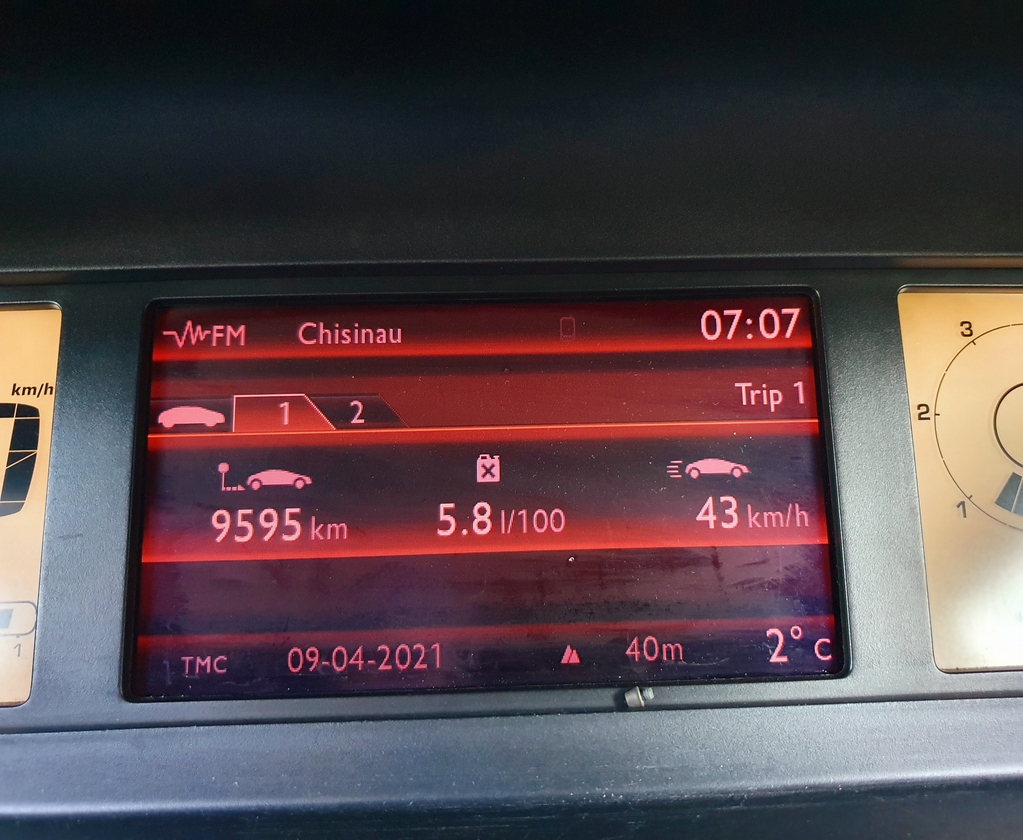 FM Chisinau 07:07
Trip 1
1 2
km/h
9595 km 5.8 l/100 43 km/h
TMC 09-04-2021 40m 2° C
1
3
2
1